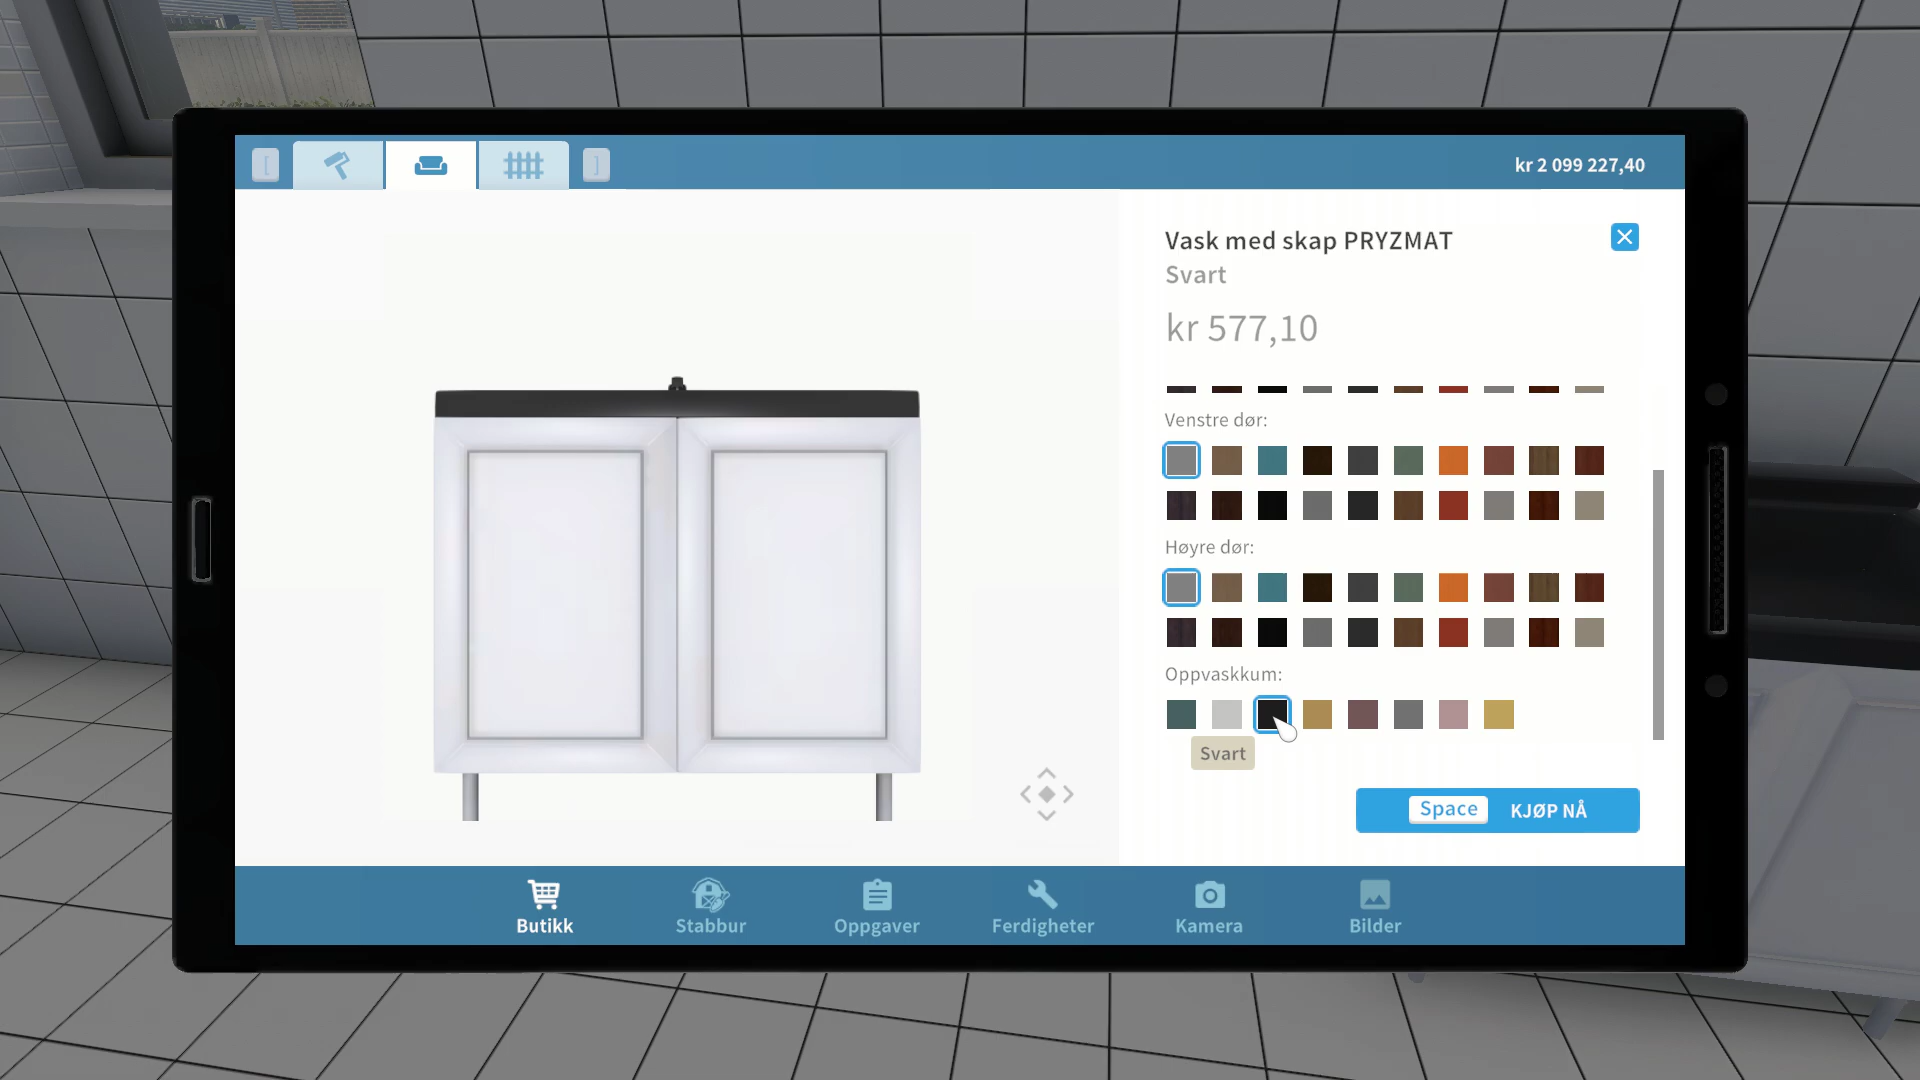 [
]
kr 2 099 227,40
Vask med skap PRYZMAT
Svart
kr 577,10
Venstre dør:
Høyre dør:
Oppvaskkum:
Svart
Space KJØP NÅ
Butikk
Stabbur
Oppgaver
Ferdigheter
Kamera
Bilder